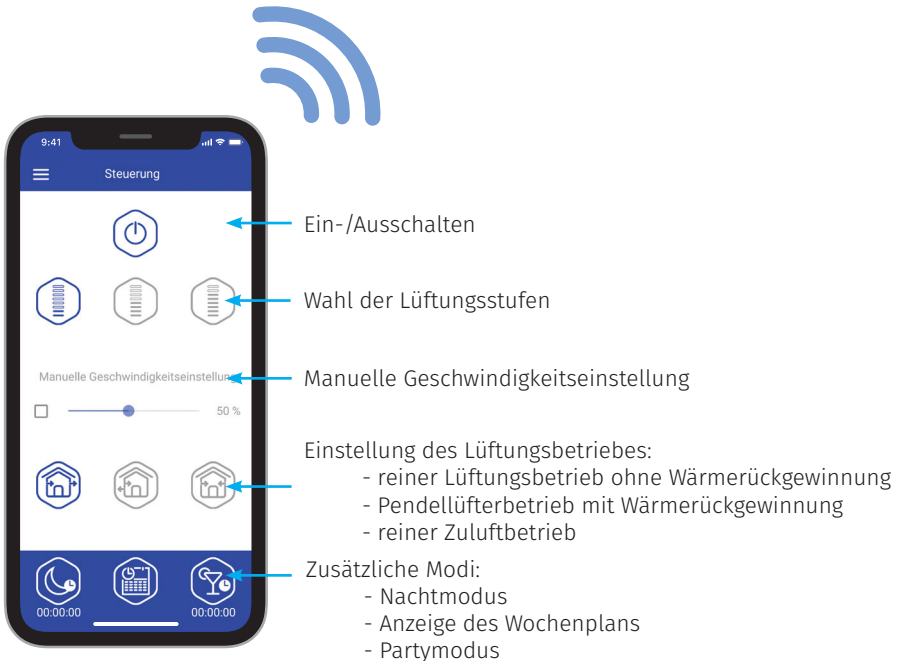 9:41
Steuerung
Ein-/Ausschalten
Wahl der Lüftungsstufen
Manuelle Geschwindigkeitseinstellung
Manuelle Geschwindigkeitseinstellung
50 %
Einstellung des Lüftungsbetriebes:
- reiner Lüftungsbetrieb ohne Wärmerückgewinnung
- Pendellüfterbetrieb mit Wärmerückgewinnung
- reiner Zuluftbetrieb
Zusätzliche Modi:
- Nachtmodus
- Anzeige des Wochenplans
- Partymodus
00:00:00
00:00:00